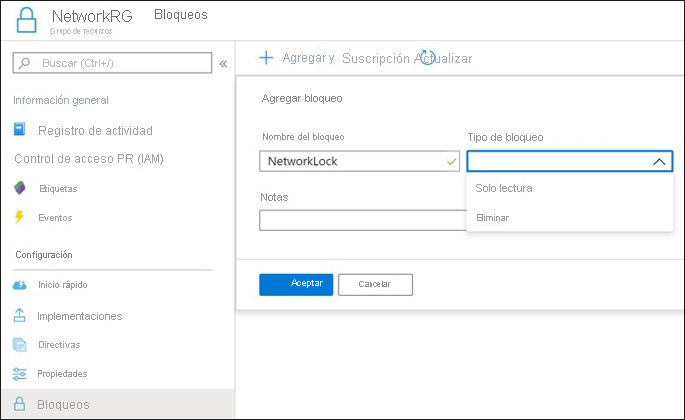 NetworkRG Bloqueos
Grupo de recursos
Buscar (Ctrl+/) «
Agregar y Suscripción Actualizar
Información general
Registro de actividad
Control de acceso PR (IAM)
Etiquetas
Eventos
Configuración
Inicio rápido
Implementaciones
Directivas
Propiedades
Bloqueos
Agregar bloqueo
Nombre del bloqueo
NetworkLock
Tipo de bloqueo
Solo lectura
Eliminar
Notas
Aceptar
Cancelar